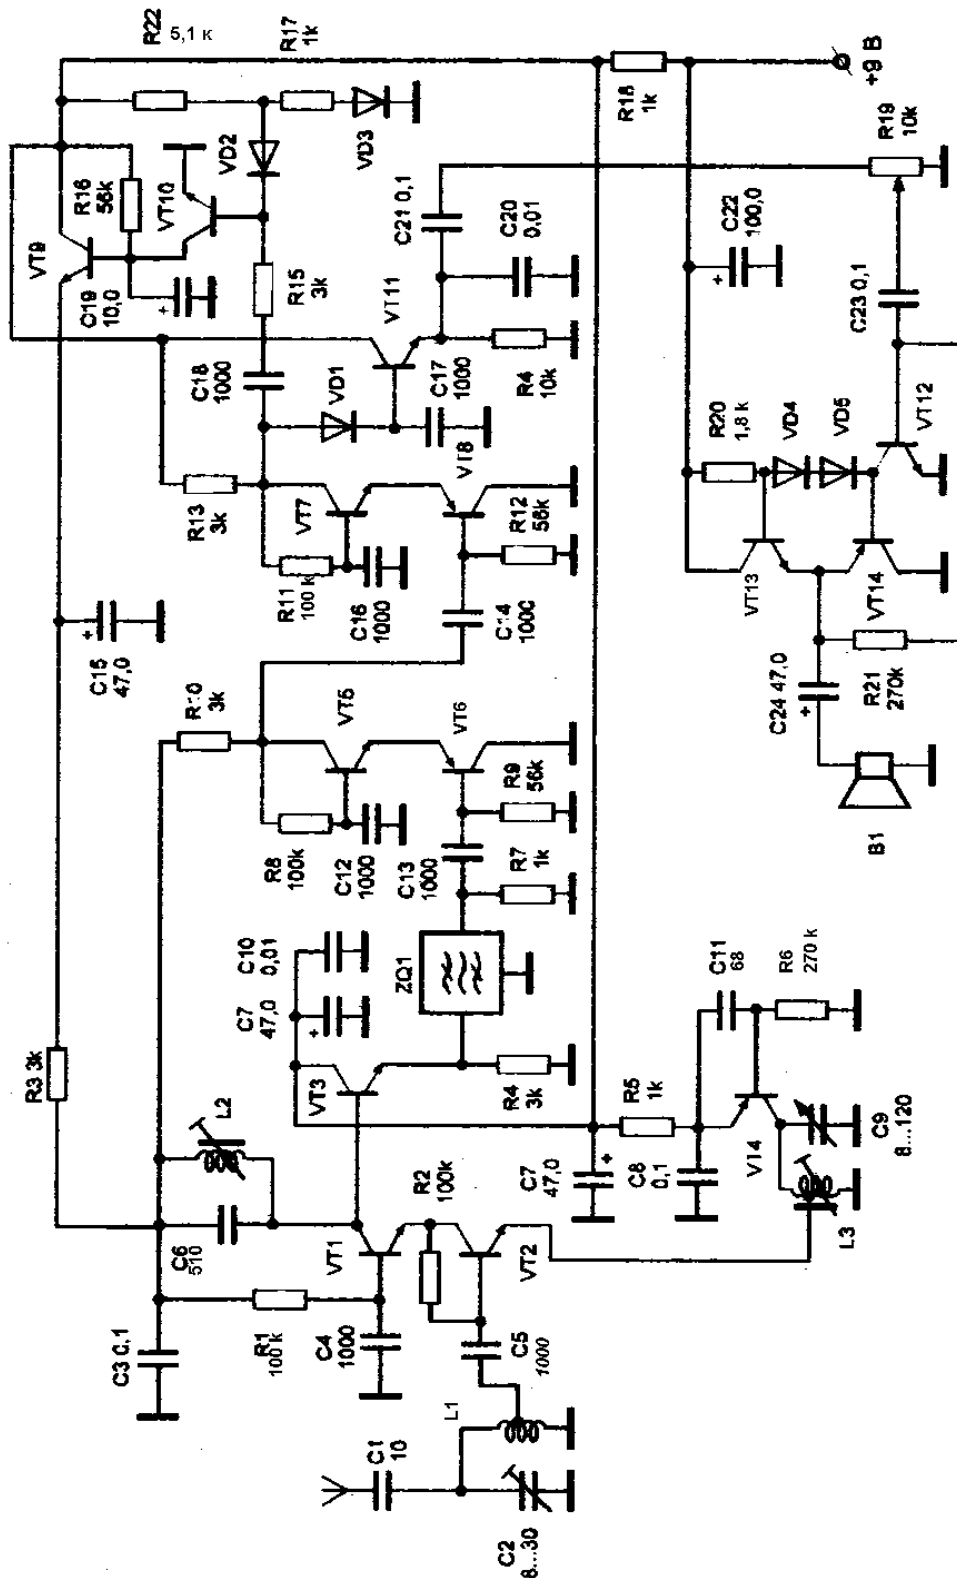 R22 5,1 к
R17
1k
R16
56k
VT9
VT10
VD2
VD3
R18
1k
+9 В
C19
10,0
+
R15
3k
C21 0,1
C20
0,01
VT11
R19
10k
C22
100,0
+
C18
1000
VD1
C17
1000
R4
10k
C23 0,1
R13
3k
VT7
VT8
R12
56k
R20
1,8 k
VD4
VD5
VT12
R11
100 k
C16
1000
C14
1000
VT13
VT14
C15
47,0
+
R10
3k
VT5
VT6
C24 47,0
+
R21
270k
R8
100k
C12
1000
C13
1000
R9
56k
R7
1k
B1
C10
0,01
C7
47,0
+
ZQ1
C11
68
R6
270 k
R3 3k
L2
VT3
R4
3k
R5
1k
VT4
C9
8...120
C6
510
R2
100k
C7
47,0
+
C8
0,1
L3
VT1
VT2
R1
100 k
C3 0,1
C4
1000
C5
1000
L1
C1
10
C2
8...30